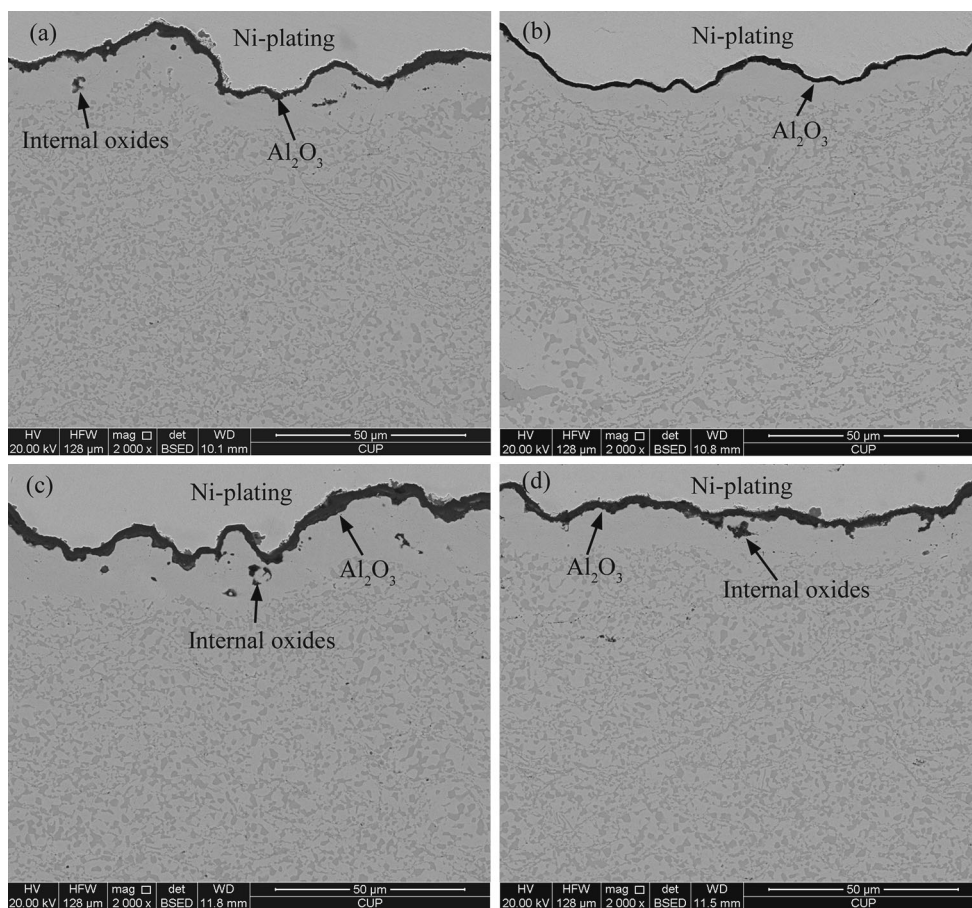 (a)
Ni-plating
Internal oxides
Al₂O₃
HV HFW mag □ det WD 50 µm
20.00 kV 128 µm 2 000 x BSED 10.1 mm CUP
(b)
Ni-plating
Al₂O₃
HV HFW mag □ det WD 50 µm
20.00 kV 128 µm 2 000 x BSED 10.8 mm CUP
(c)
Ni-plating
Al₂O₃
Internal oxides
HV HFW mag □ det WD 50 µm
20.00 kV 128 µm 2 000 x BSED 11.8 mm CUP
(d)
Ni-plating
Al₂O₃
Internal oxides
HV HFW mag □ det WD 50 µm
20.00 kV 128 µm 2 000 x BSED 11.5 mm CUP